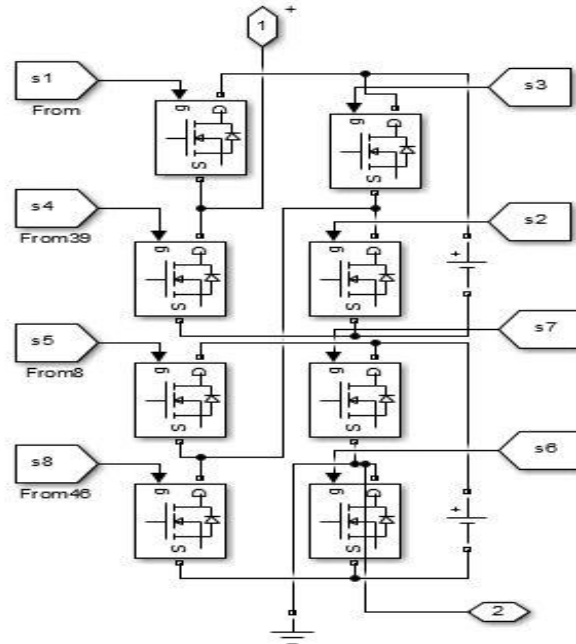 1 +
s1
From
g D
S
g D
S
s3
s4
From39
g D
S
g D
S
s2
+
s5
From8
g D
S
g D
S
s7
s8
From46
g D
S
g D
S
s6
+
2